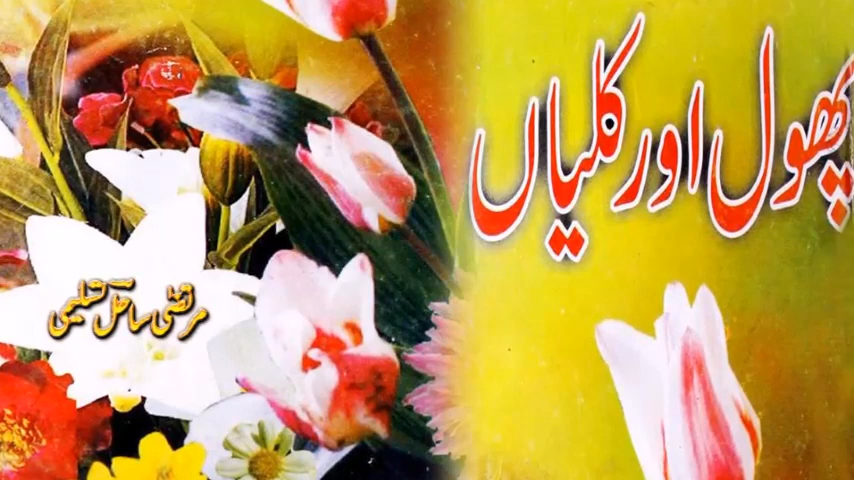 پھول اور کلیاں
مرتضیٰ ساحلؔ تسلیمی